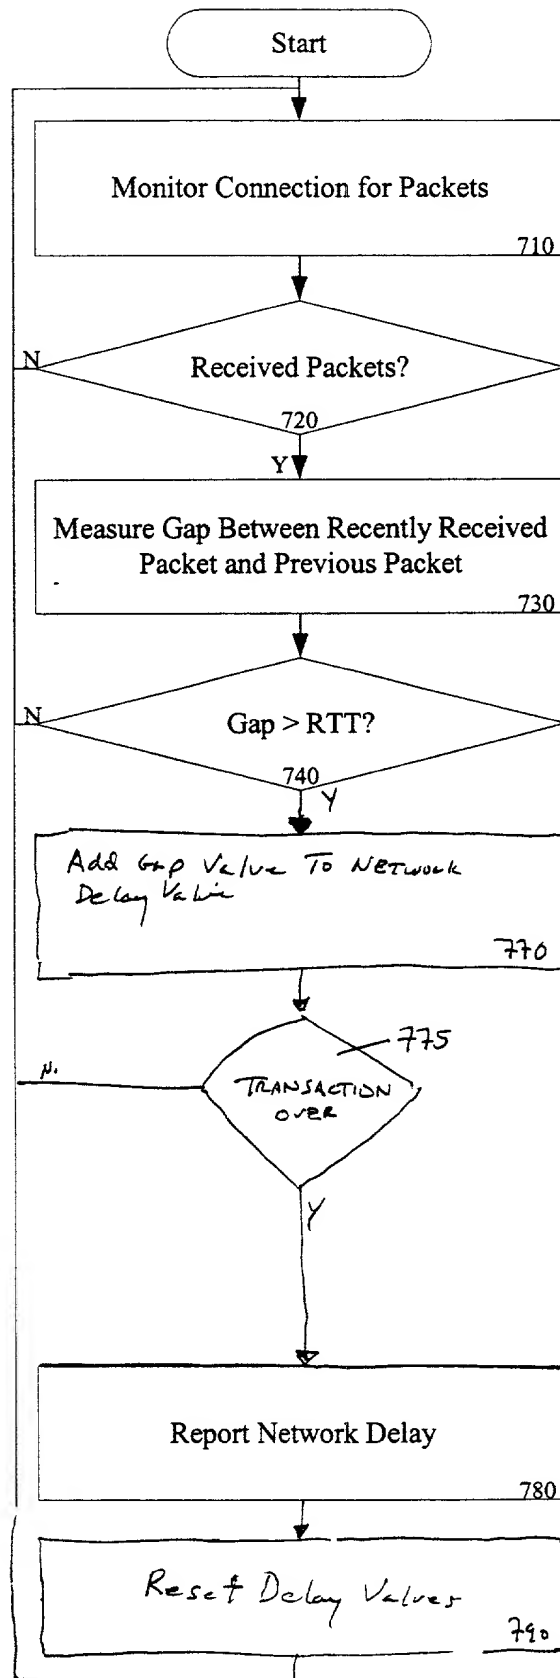 Start
Monitor Connection for Packets
710
N
Received Packets?
720
Y
Measure Gap Between Recently Received
Packet and Previous Packet
730
N
Gap > RTT?
740
Y
Add Gap Value To Network
Delay Value
770
775
N.
TRANSACTION
OVER
Y
Report Network Delay
780
Reset Delay Values
790